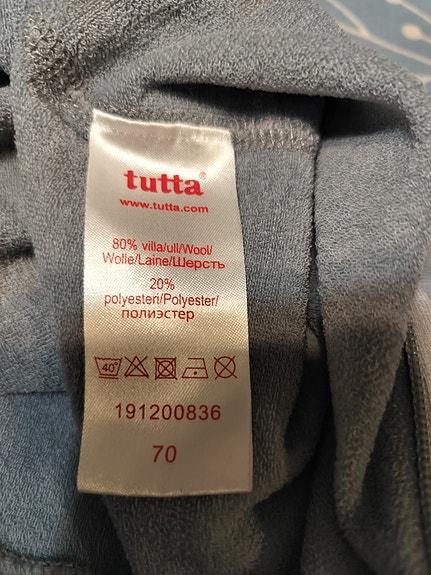 tutta®
www.tutta.com
80% villa/ull/Wool/
Wolle/Laine/Шерсть
20%
polyesteri/Polyester/
полиэстер
40°
191200836
70